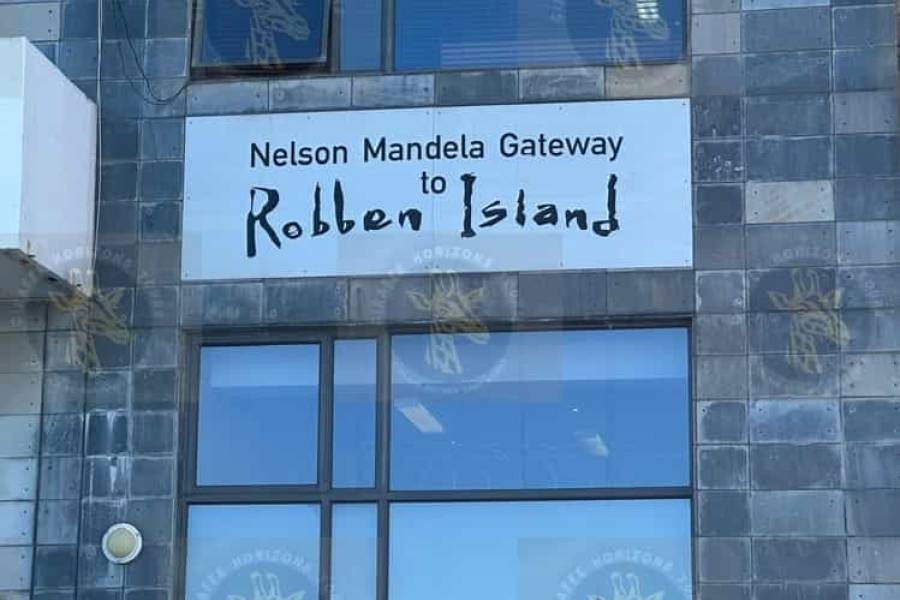 Nelson Mandela Gateway
to
Robben Island